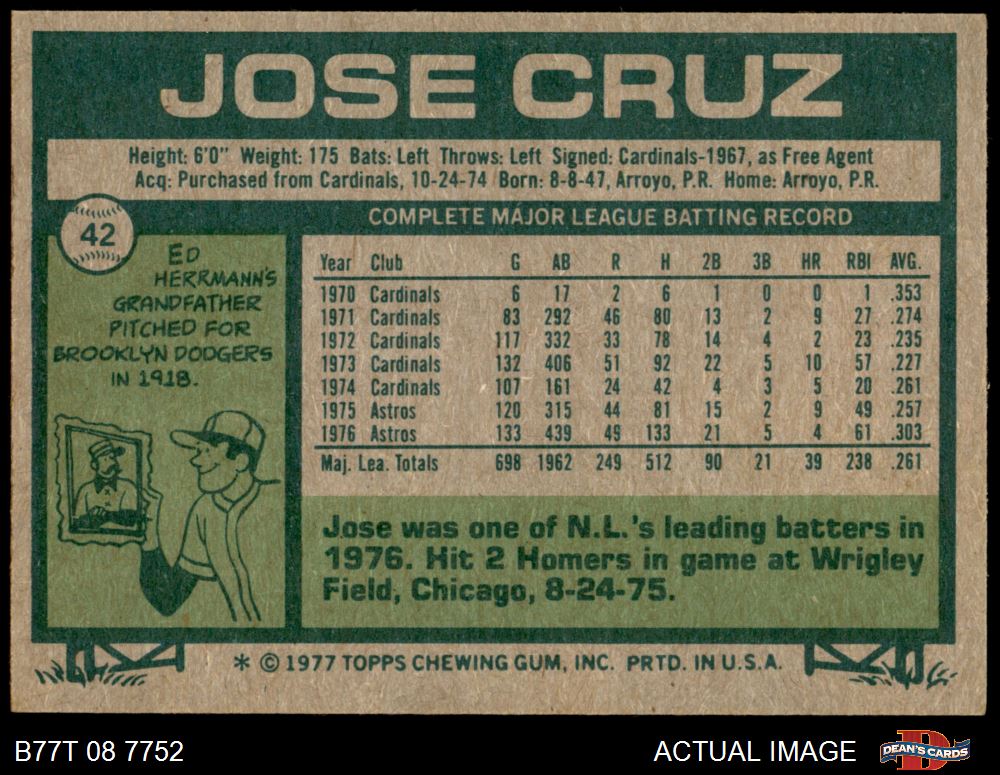 JOSE CRUZ
Height: 6'0" Weight: 175 Bats: Left Throws: Left Signed: Cardinals-1967, as Free Agent
Acq: Purchased from Cardinals, 10-24-74 Born: 8-8-47, Arroyo, P.R. Home: Arroyo, P.R.
42
ED
HERRMANN'S
GRANDFATHER
PITCHED FOR
BROOKLYN DODGERS
IN 1918.
COMPLETE MAJOR LEAGUE BATTING RECORD
Year Club G AB R H 2B 3B HR RBI AVG.
1970 Cardinals 6 17 2 6 1 0 0 1 .353
1971 Cardinals 83 292 46 80 13 2 9 27 .274
1972 Cardinals 117 332 33 78 14 4 2 23 .235
1973 Cardinals 132 406 51 92 22 5 10 57 .227
1974 Cardinals 107 161 24 42 4 3 5 20 .261
1975 Astros 120 315 44 81 15 2 9 49 .257
1976 Astros 133 439 49 133 21 5 4 61 .303
Maj. Lea. Totals 698 1962 249 512 90 21 39 238 .261
Jose was one of N.L.'s leading batters in
1976. Hit 2 Homers in game at Wrigley
Field, Chicago, 8-24-75.
* © 1977 TOPPS CHEWING GUM, INC. PRTD. IN U.S.A.
B77T 08 7752
ACTUAL IMAGE
DEAN'S CARDS